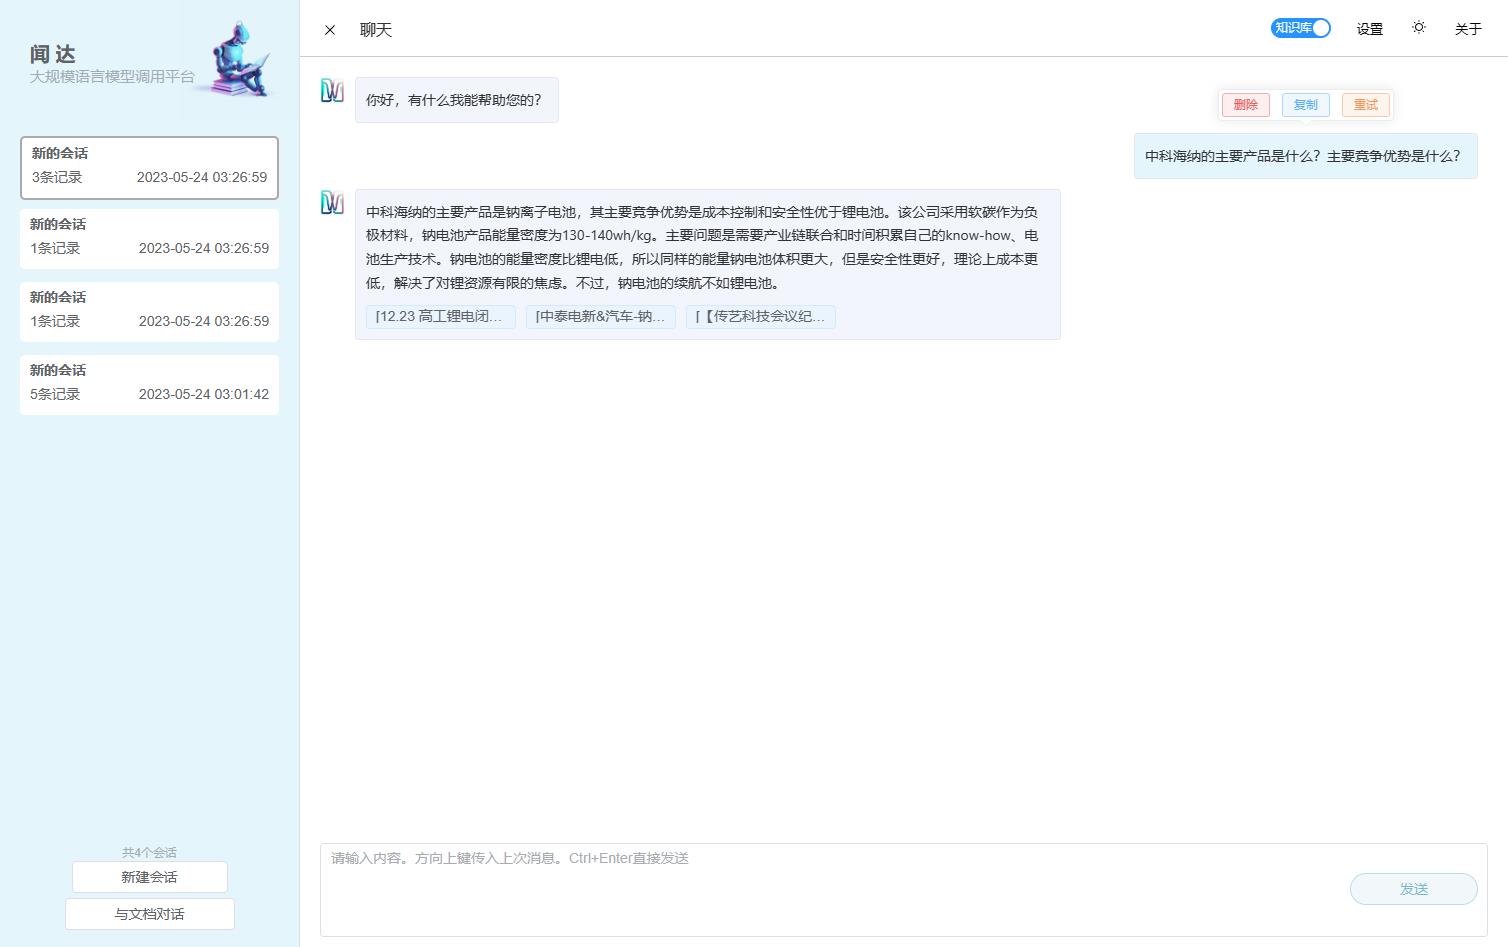 闻达
大规模语言模型调用平台
新的会话
3条记录 2023-05-24 03:26:59
新的会话
1条记录 2023-05-24 03:26:59
新的会话
1条记录 2023-05-24 03:26:59
新的会话
5条记录 2023-05-24 03:01:42
共4个会话
新建会话
与文档对话
聊天
知识库 设置 关于
你好，有什么我能帮助您的？
删除 复制 重试
中科海纳的主要产品是什么？主要竞争优势是什么？
中科海纳的主要产品是钠离子电池，其主要竞争优势是成本控制和安全性优于锂电池。该公司采用软碳作为负
极材料，钠电池产品能量密度为130-140wh/kg。主要问题是需要产业链联合和时间积累自己的know-how、电
池生产技术。钠电池的能量密度比锂电低，所以同样的能量钠电池体积更大，但是安全性更好，理论上成本更
低，解决了对锂资源有限的焦虑。不过，钠电池的续航不如锂电池。
[12.23 高工锂电闭... [中泰电新&汽车-钠... [【传艺科技会议纪...
请输入内容。方向上键传入上次消息。Ctrl+Enter直接发送
发送